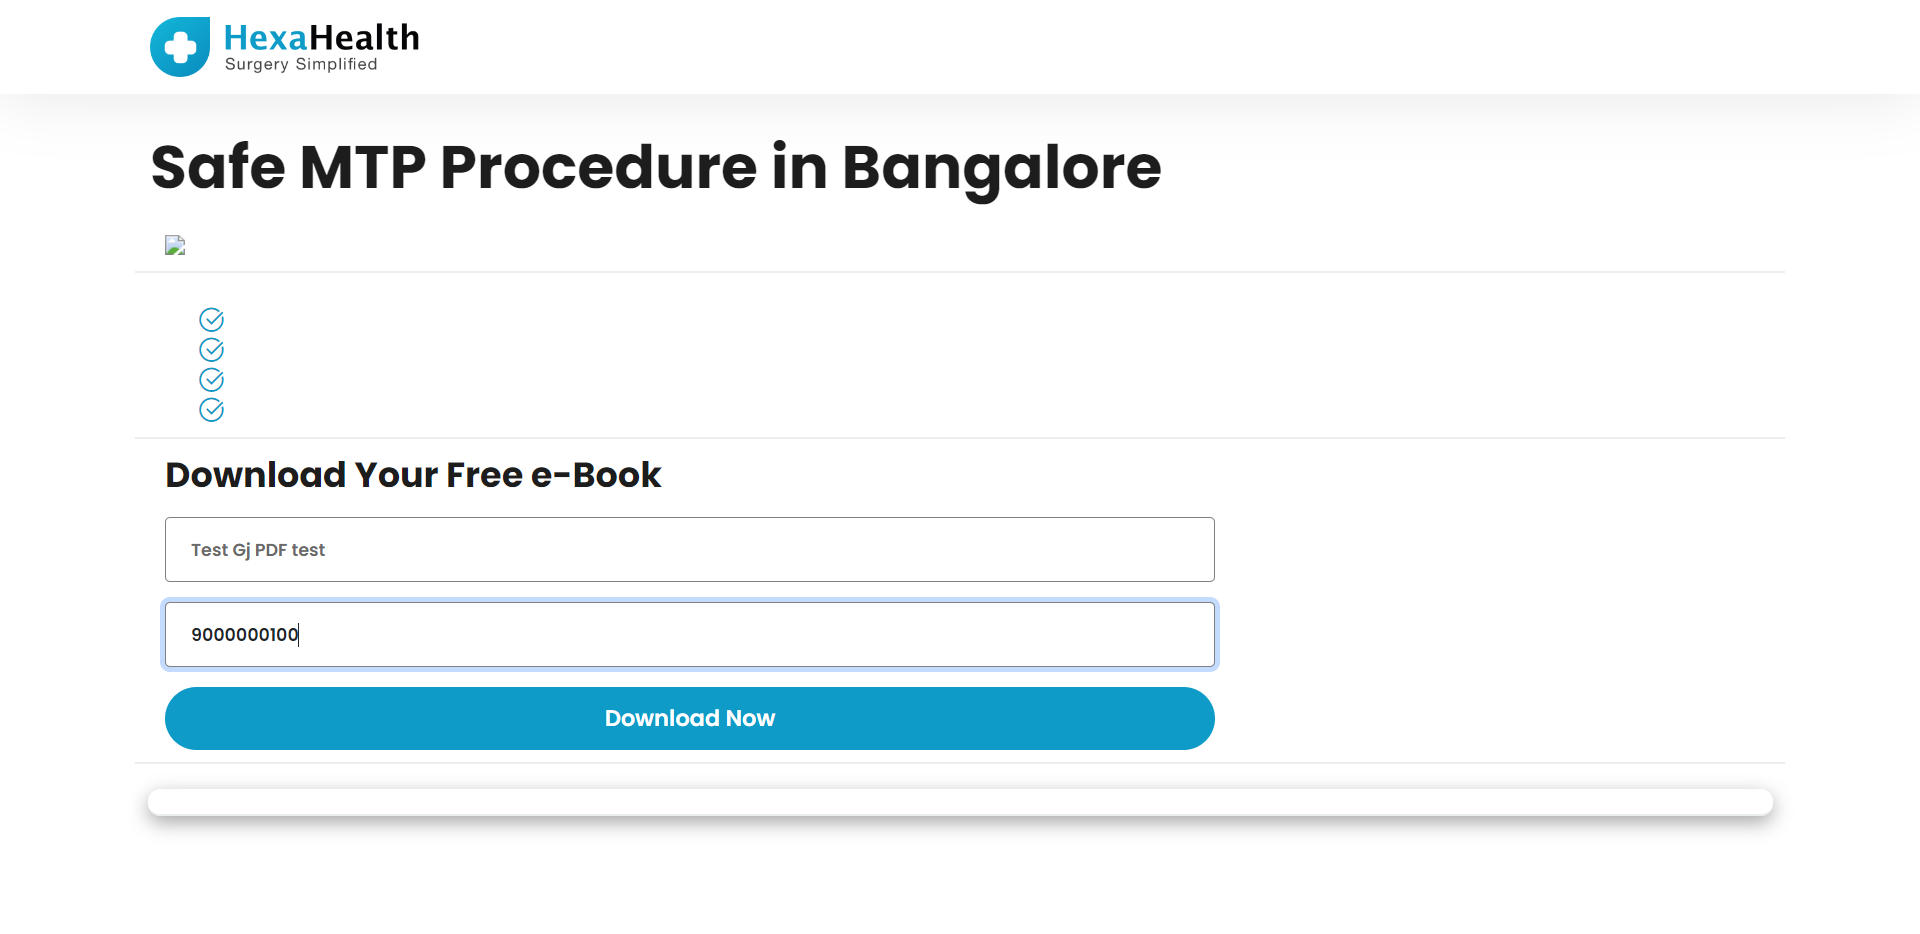 HexaHealth
Surgery Simplified
Safe MTP Procedure in Bangalore
Download Your Free e-Book
Test Gj PDF test
9000000100
Download Now